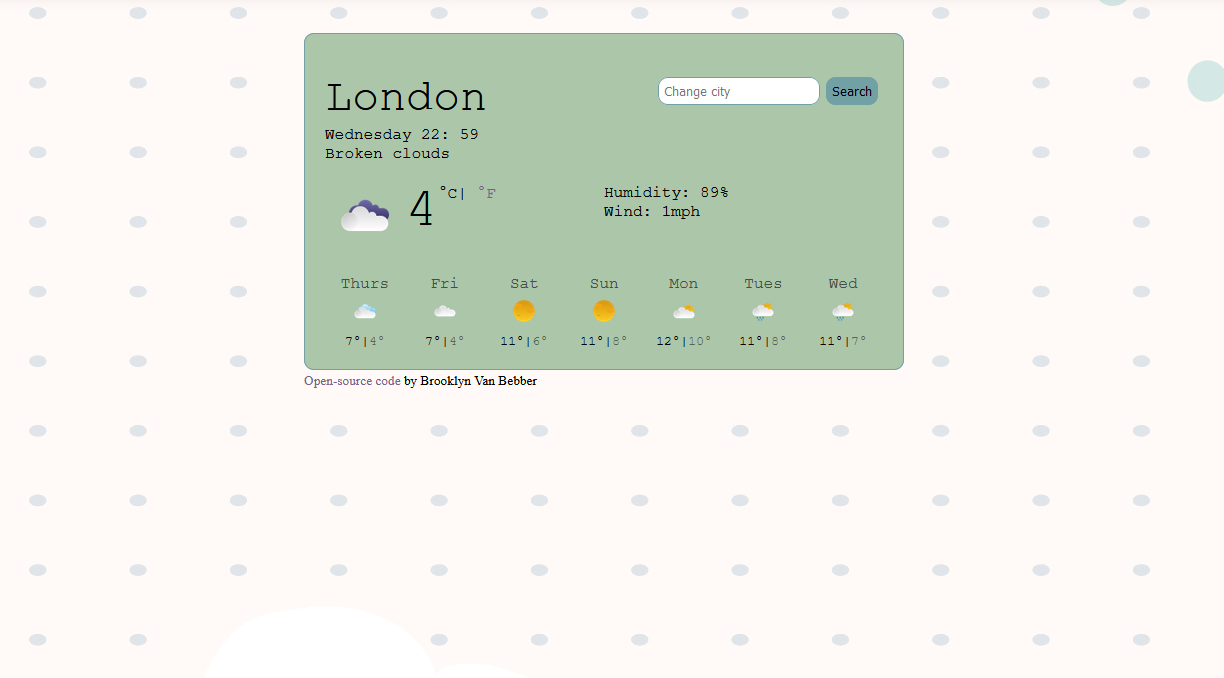 London
Change city
Search
Wednesday 22: 59
Broken clouds
4 °C| °F
Humidity: 89%
Wind: 1mph
Thurs Fri Sat Sun Mon Tues Wed
7°|4° 7°|4° 11°|6° 11°|8° 12°|10° 11°|8° 11°|7°
Open-source code by Brooklyn Van Bebber